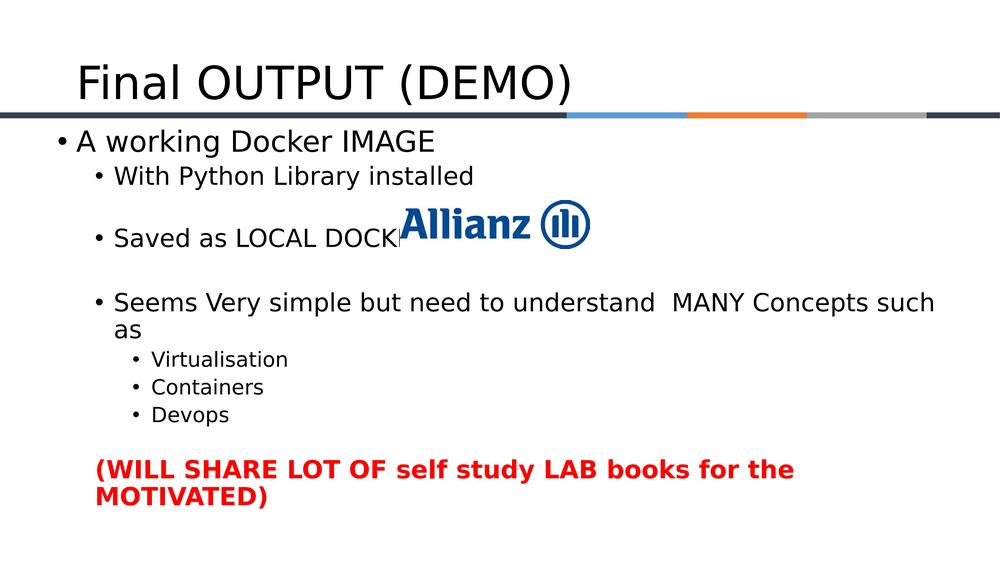 Final OUTPUT (DEMO)
• A working Docker IMAGE
• With Python Library installed
• Saved as LOCAL
Allianz
• Seems Very simple but need to understand  MANY Concepts such
as
• Virtualisation
• Containers
• Devops
(WILL SHARE LOT OF self study LAB books for the
MOTIVATED)